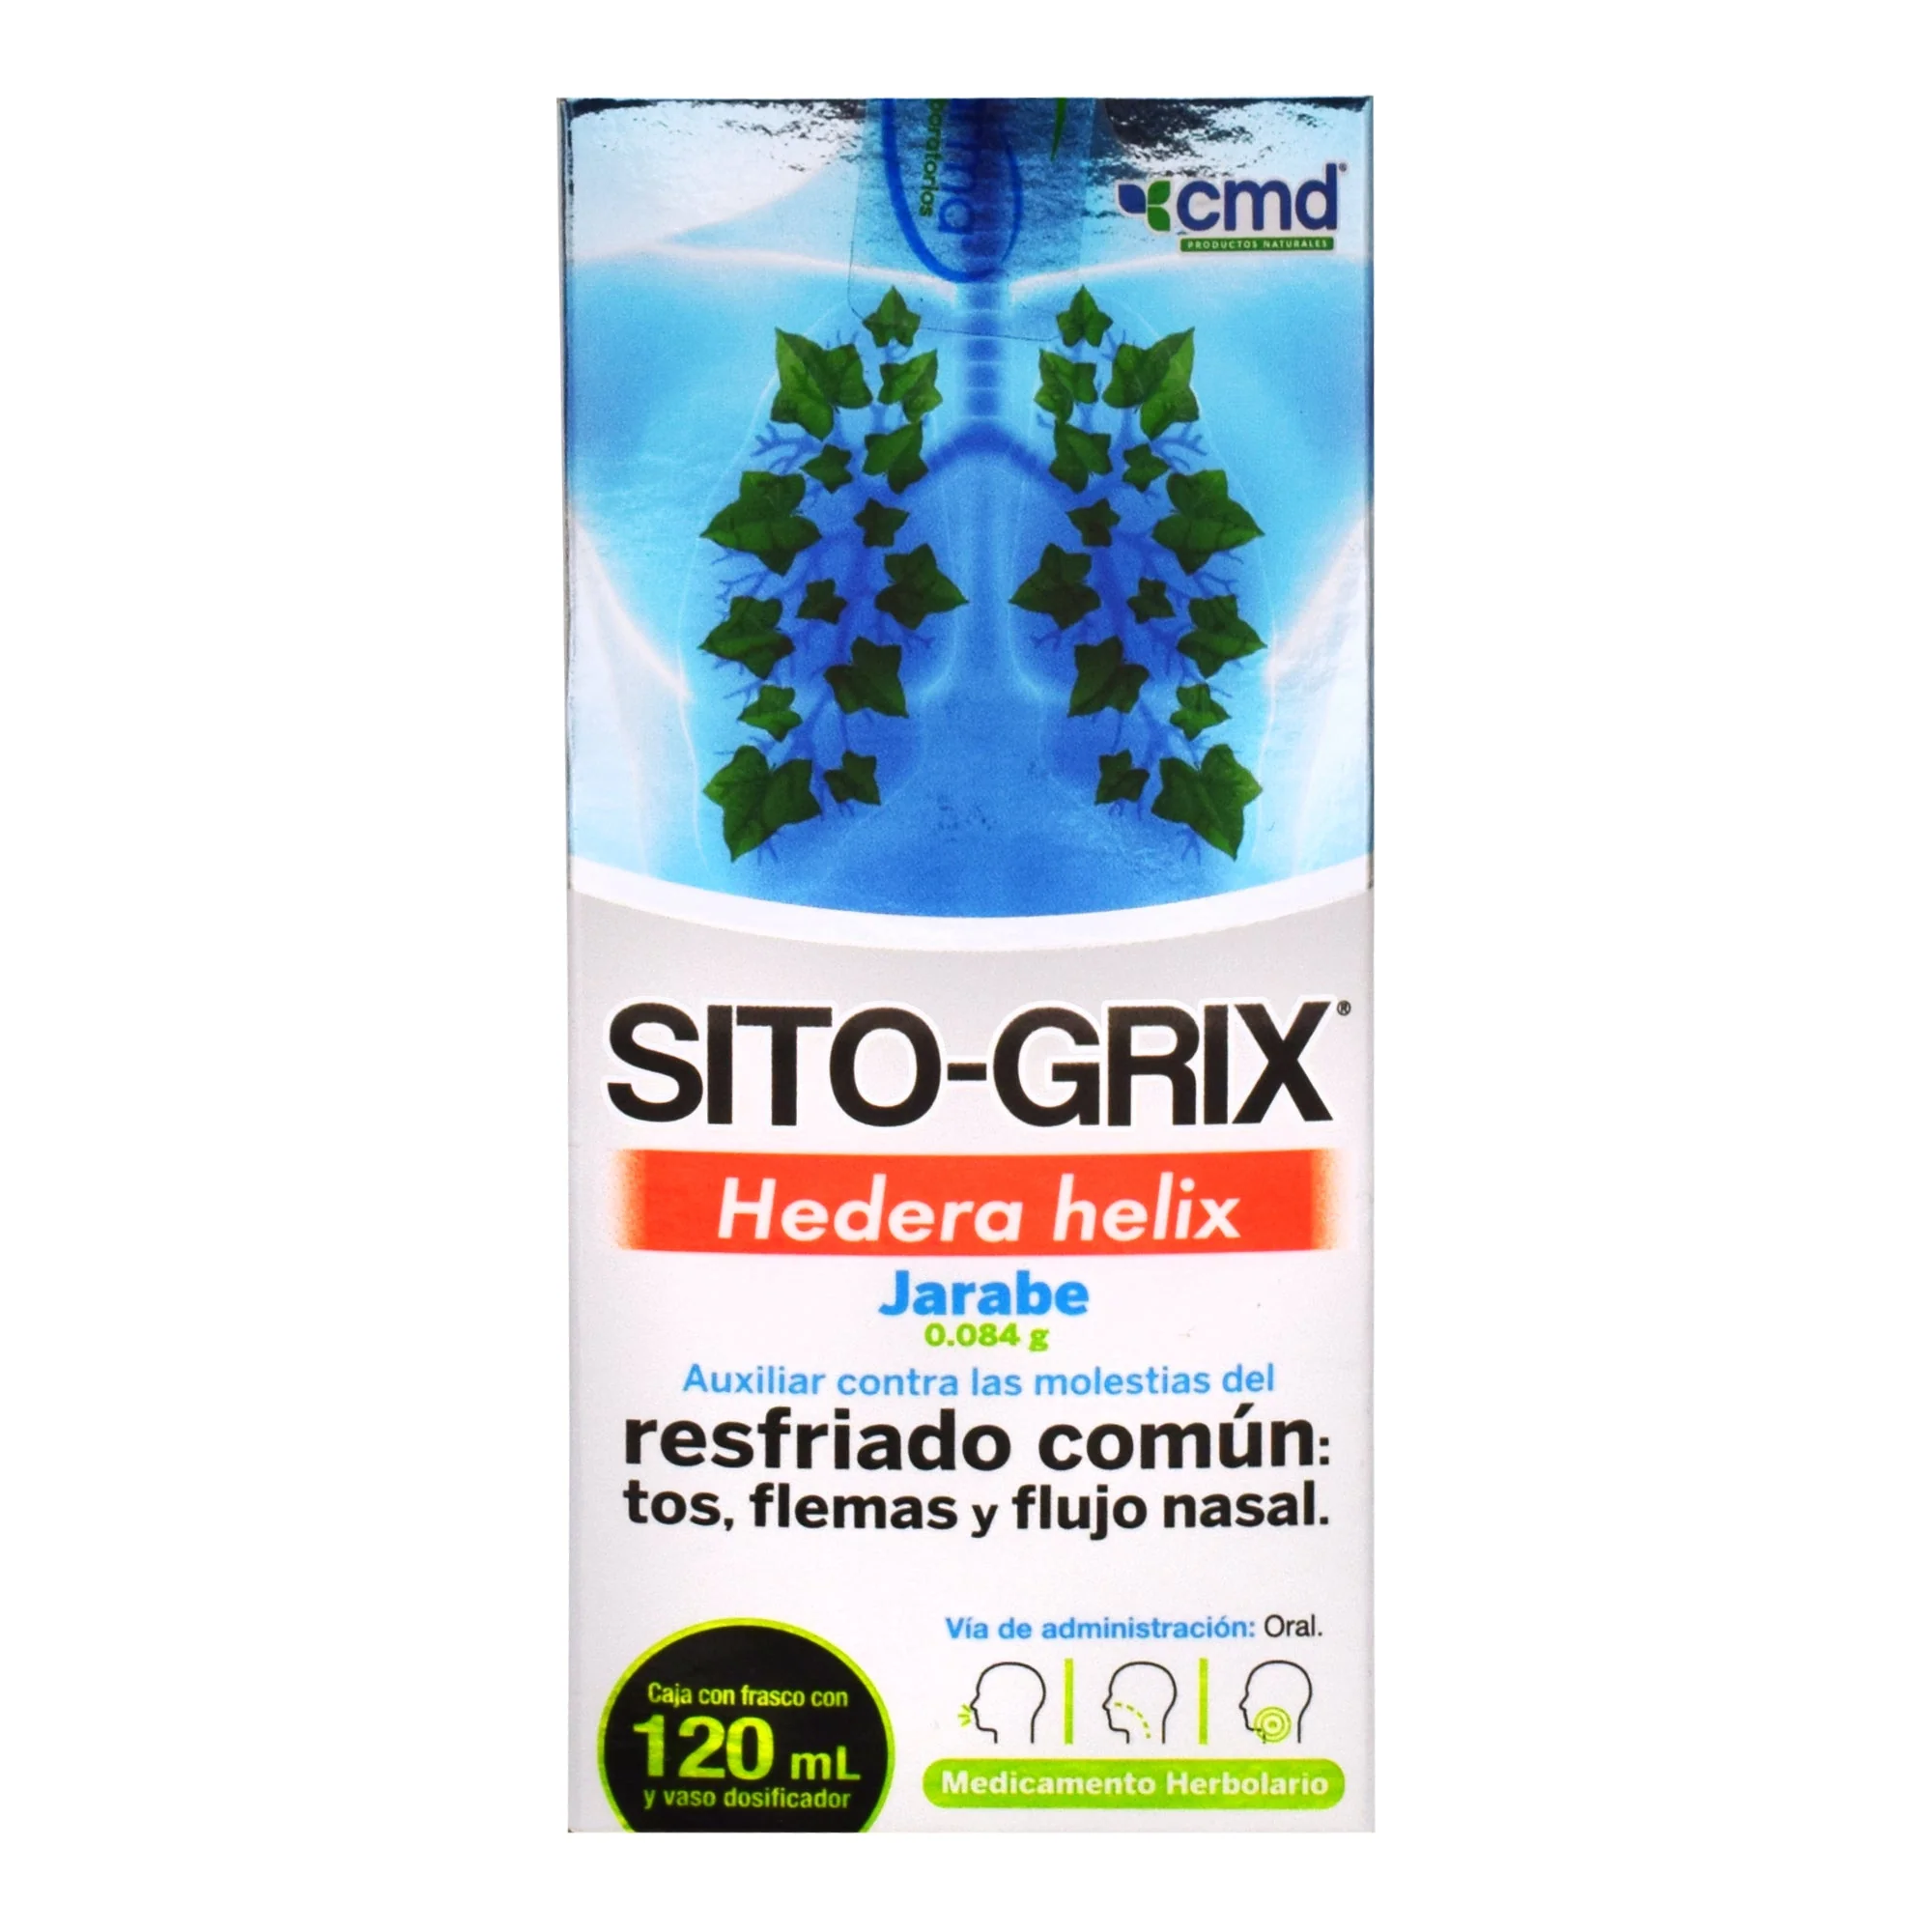 cmd®
PRODUCTOS NATURALES
SITO-GRIX®
Hedera helix
Jarabe
0.084 g
Auxiliar contra las molestias del
resfriado común:
tos, flemas y flujo nasal.
Vía de administración: Oral.
Caja con frasco con
120 mL
y vaso dosificador
Medicamento Herbolario